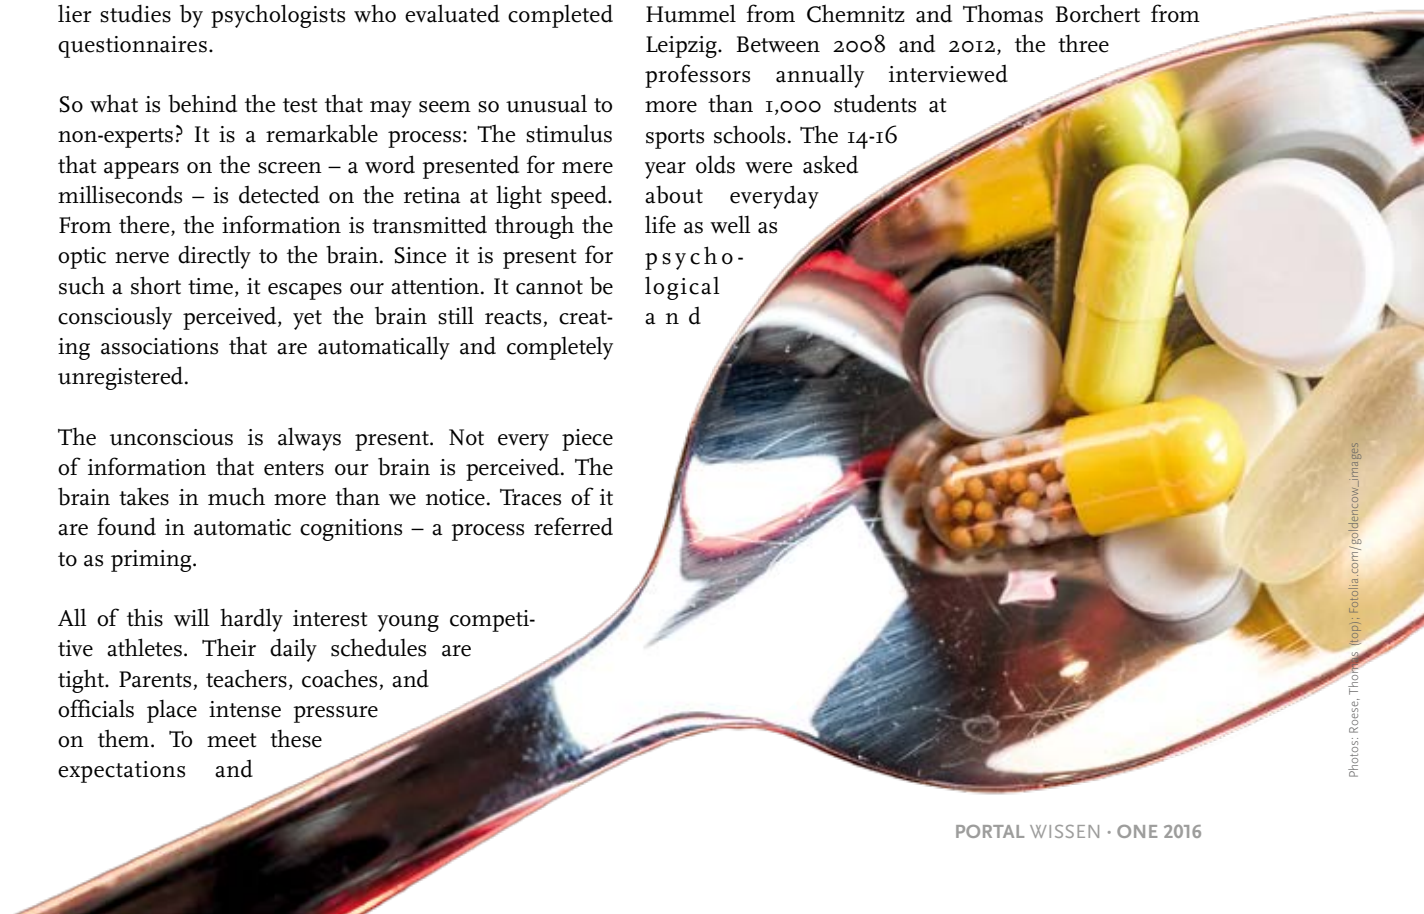 lier studies by psychologists who evaluated completed
questionnaires.
So what is behind the test that may seem so unusual to
non-experts? It is a remarkable process: The stimulus
that appears on the screen – a word presented for mere
milliseconds – is detected on the retina at light speed.
From there, the information is transmitted through the
optic nerve directly to the brain. Since it is present for
such a short time, it escapes our attention. It cannot be
consciously perceived, yet the brain still reacts, creat-
ing associations that are automatically and completely
unregistered.
The unconscious is always present. Not every piece
of information that enters our brain is perceived. The
brain takes in much more than we notice. Traces of it
are found in automatic cognitions – a process referred
to as priming.
All of this will hardly interest young competi-
tive athletes. Their daily schedules are
tight. Parents, teachers, coaches, and
officials place intense pressure
on them. To meet these
expectations and
Hummel from Chemnitz and Thomas Borchert from
Leipzig. Between 2008 and 2012, the three
professors annually interviewed
more than 1,000 students at
sports schools. The 14-16
year olds were asked
about everyday
life as well as
psycho-
logical
and
Photos: Roese, Thomas (top); Fotolia.com/goldencow_images
PORTAL WISSEN · ONE 2016